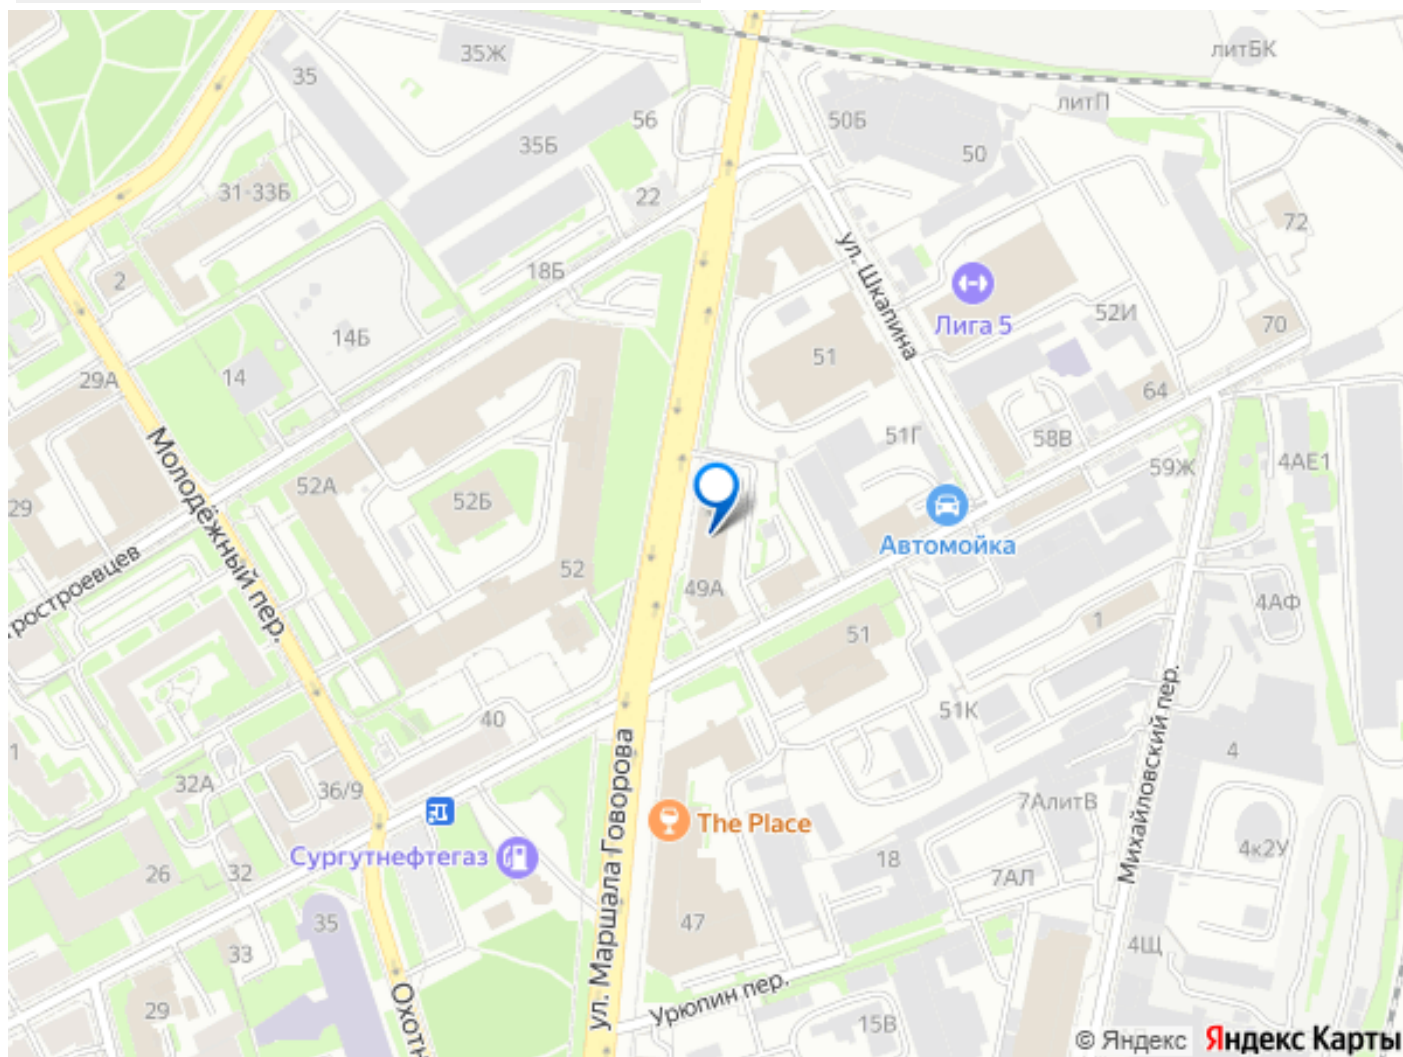 литБК
35Ж
35
литП
56
50Б
35Б
50
31-33Б
22
72
ул. Шкапина
18Б
2
Лига 5
52И
70
14Б
51
14
29А
64
Молодёжный пер.
51Г
58В
59Ж
4АЕ1
52А
52Б
29
Автомойка
ростроевцев
52
49А
4АФ
1
51
Михайловский пер.
51К
40
ул. Маршала Говорова
1
4
32А
36/9
7АлитВ
The Place
Сургутнефтегаз
4к2У
18
26
32
7АЛ
35
47
4Щ
33
Охотн
Урюпин пер.
29
15В
© Яндекс Яндекс Карты